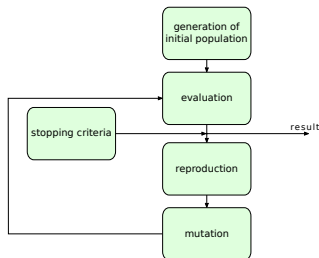 generation of
initial population
evaluation
stopping criteria
result
reproduction
mutation